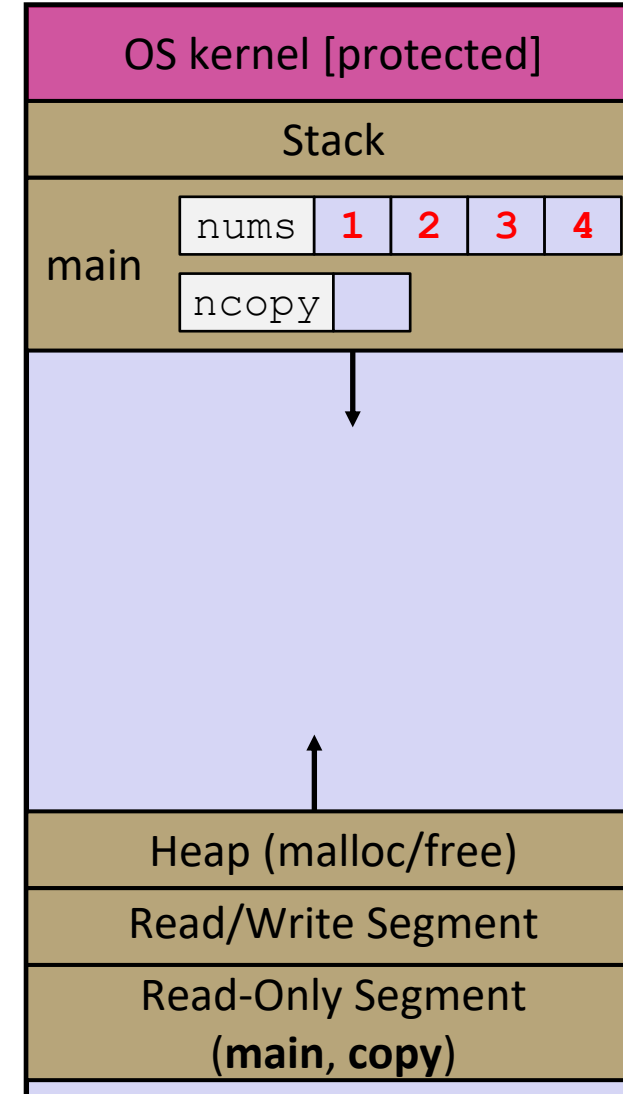 OS kernel [protected]
Stack
main
nums 1 2 3 4
ncopy
Heap (malloc/free)
Read/Write Segment
Read-Only Segment
(main, copy)